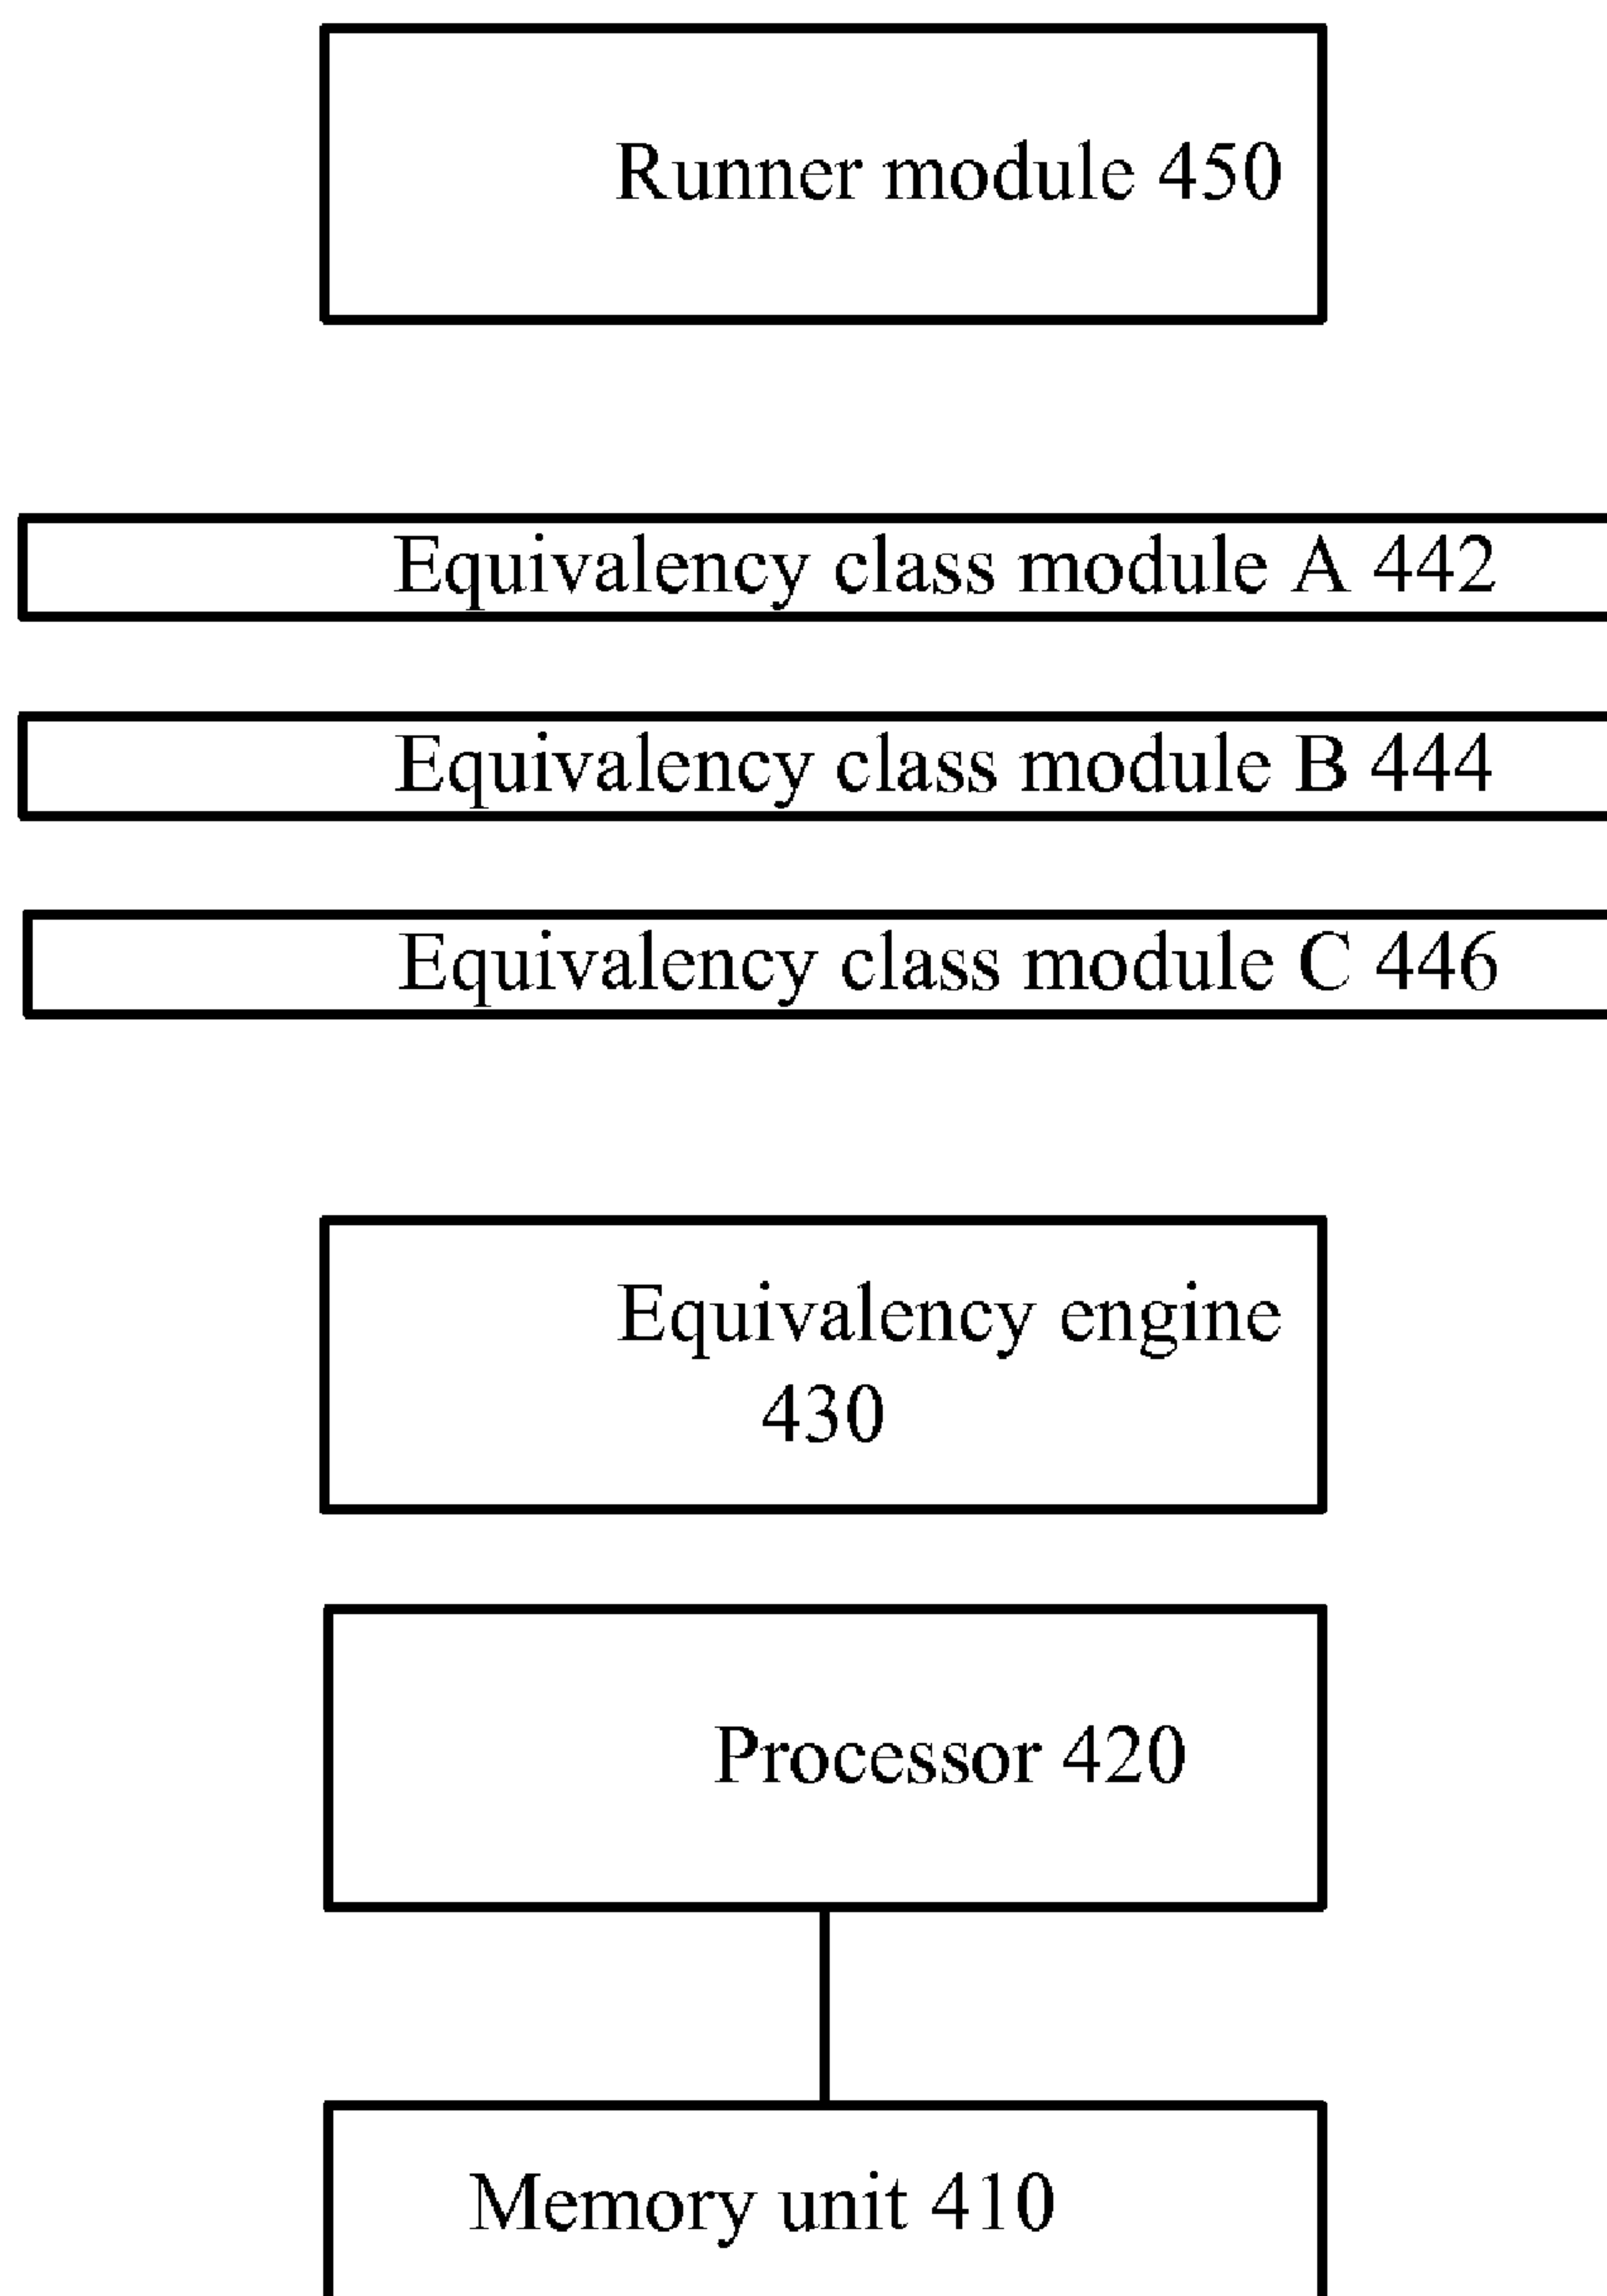 Runner module 450
Equivalency class module A 442
Equivalency class module B 444
Equivalency class module C 446
Equivalency engine
430
Processor 420
Memory unit 410